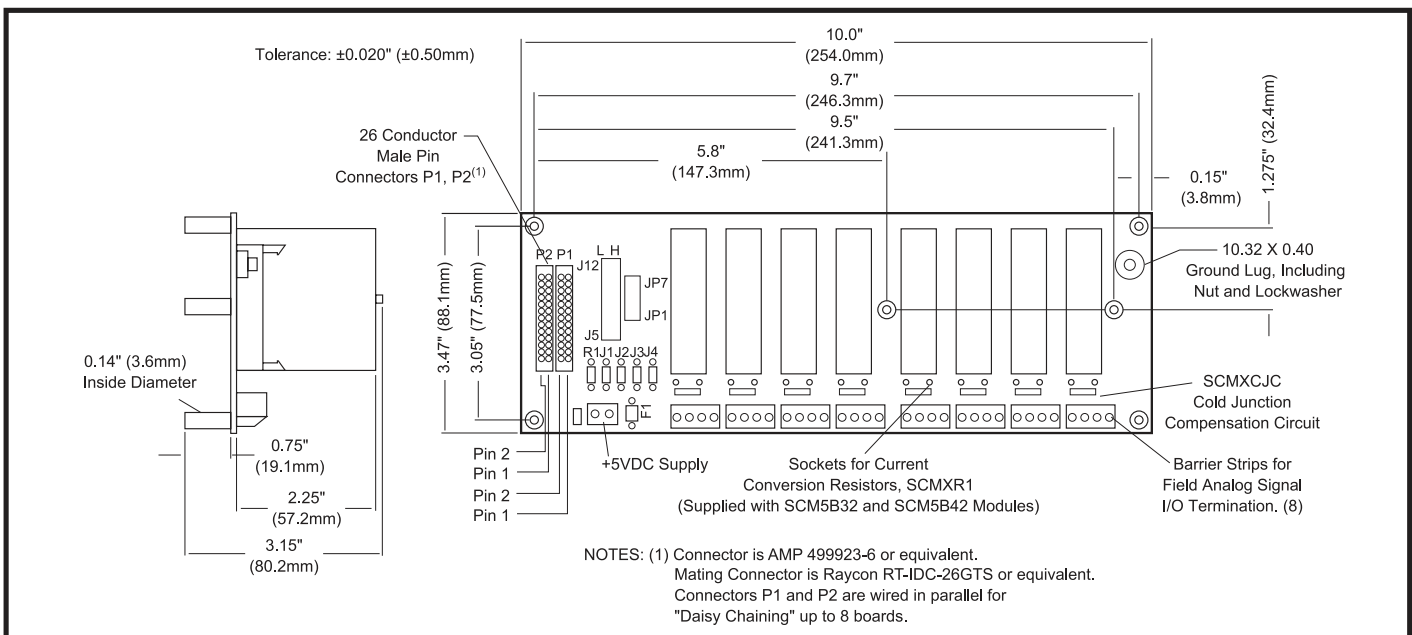 Tolerance: ±0.020" (±0.50mm)
10.0"
(254.0mm)
9.7"
(246.3mm)
9.5"
(241.3mm)
5.8"
(147.3mm)
0.15"
(3.8mm)
1.275" (32.4mm)
26 Conductor
Male Pin
Connectors P1, P2(1)
3.47" (88.1mm)
3.05" (77.5mm)
P2 P1
L H
J12
JP7
JP1
J5
R1 J1 J2 J3 J4
F1
10.32 X 0.40
Ground Lug, Including
Nut and Lockwasher
0.14" (3.6mm)
Inside Diameter
0.75"
(19.1mm)
2.25"
(57.2mm)
3.15"
(80.2mm)
Pin 2
Pin 1
Pin 2
Pin 1
+5VDC Supply
Sockets for Current
Conversion Resistors, SCMXR1
(Supplied with SCM5B32 and SCM5B42 Modules)
SCMXCJC
Cold Junction
Compensation Circuit
Barrier Strips for
Field Analog Signal
I/O Termination. (8)
NOTES: (1) Connector is AMP 499923-6 or equivalent.
Mating Connector is Raycon RT-IDC-26GTS or equivalent.
Connectors P1 and P2 are wired in parallel for
"Daisy Chaining" up to 8 boards.